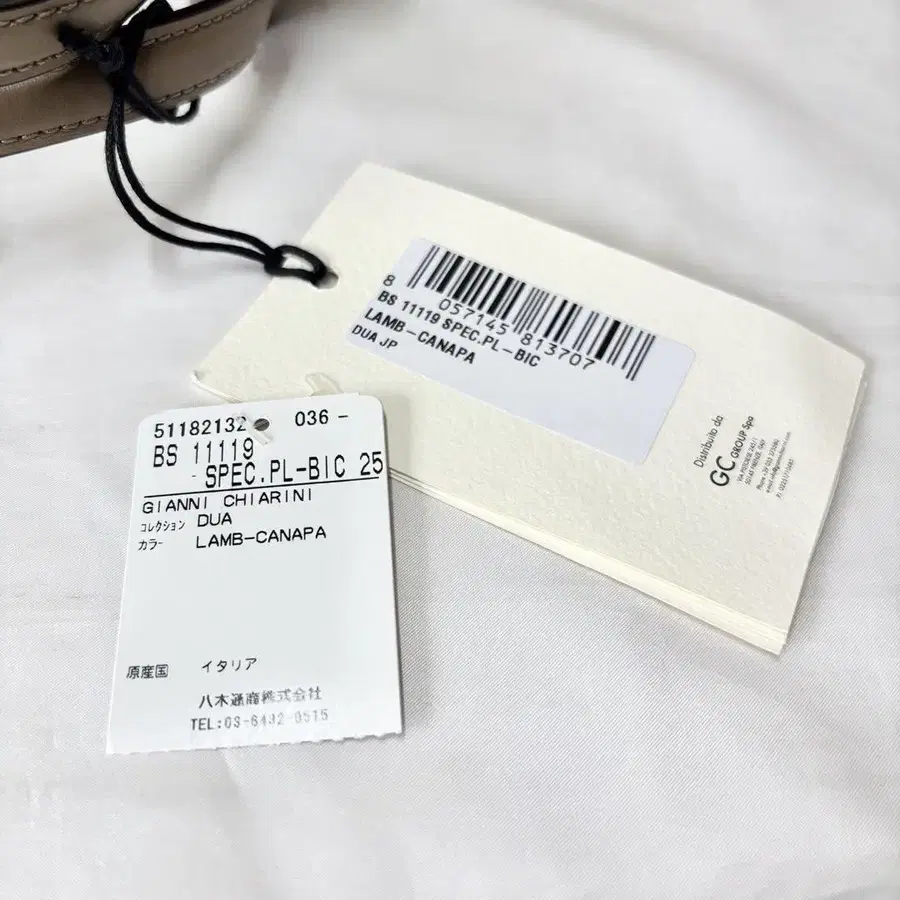 8 057145 813707
BS 11119 SPEC.PL-BIC
LAMB-CANAPA
DUA JP
Distribuito da
GC GROUP Spa
51182132 036-
BS 11119
SPEC.PL-BIC 25
GIANNI CHIARINI
コレクション DUA
カラー LAMB-CANAPA
原産国 イタリア
八木通商株式会社
TEL:03-6432-0515